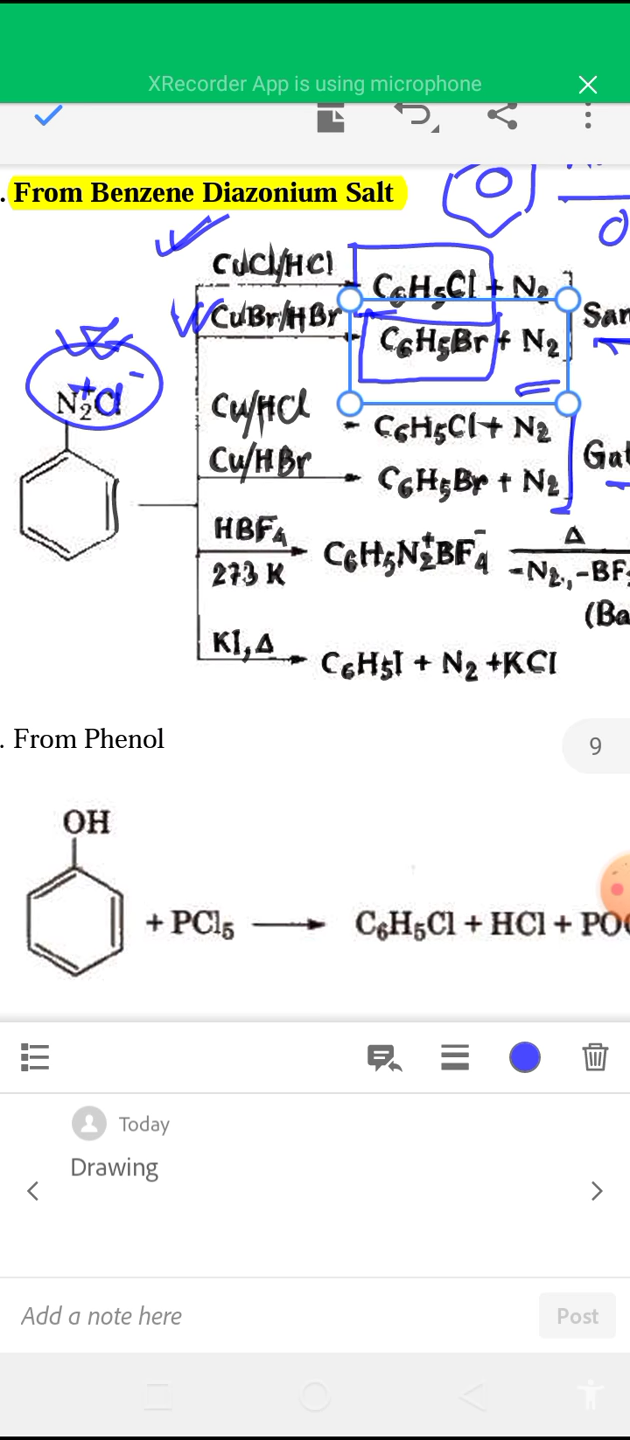 XRecorder App is using microphone
. From Benzene Diazonium Salt
CuCl/HCl
C₆H₅Cl + N₂
San
CuBr/HBr
C₆H₅Br + N₂
N₂⁺Cl⁻
Cu/HCl
C₆H₅Cl + N₂
Cu/HBr
C₆H₅Br + N₂
Gat
HBF₄
273 K
C₆H₅N₂⁺BF₄⁻
Δ
-N₂,-BF₃
(Ba
KI, Δ
C₆H₅I + N₂ +KCl
. From Phenol
9
OH
+ PCl₅
C₆H₅Cl + HCl + PO
Today
Drawing
Add a note here
Post